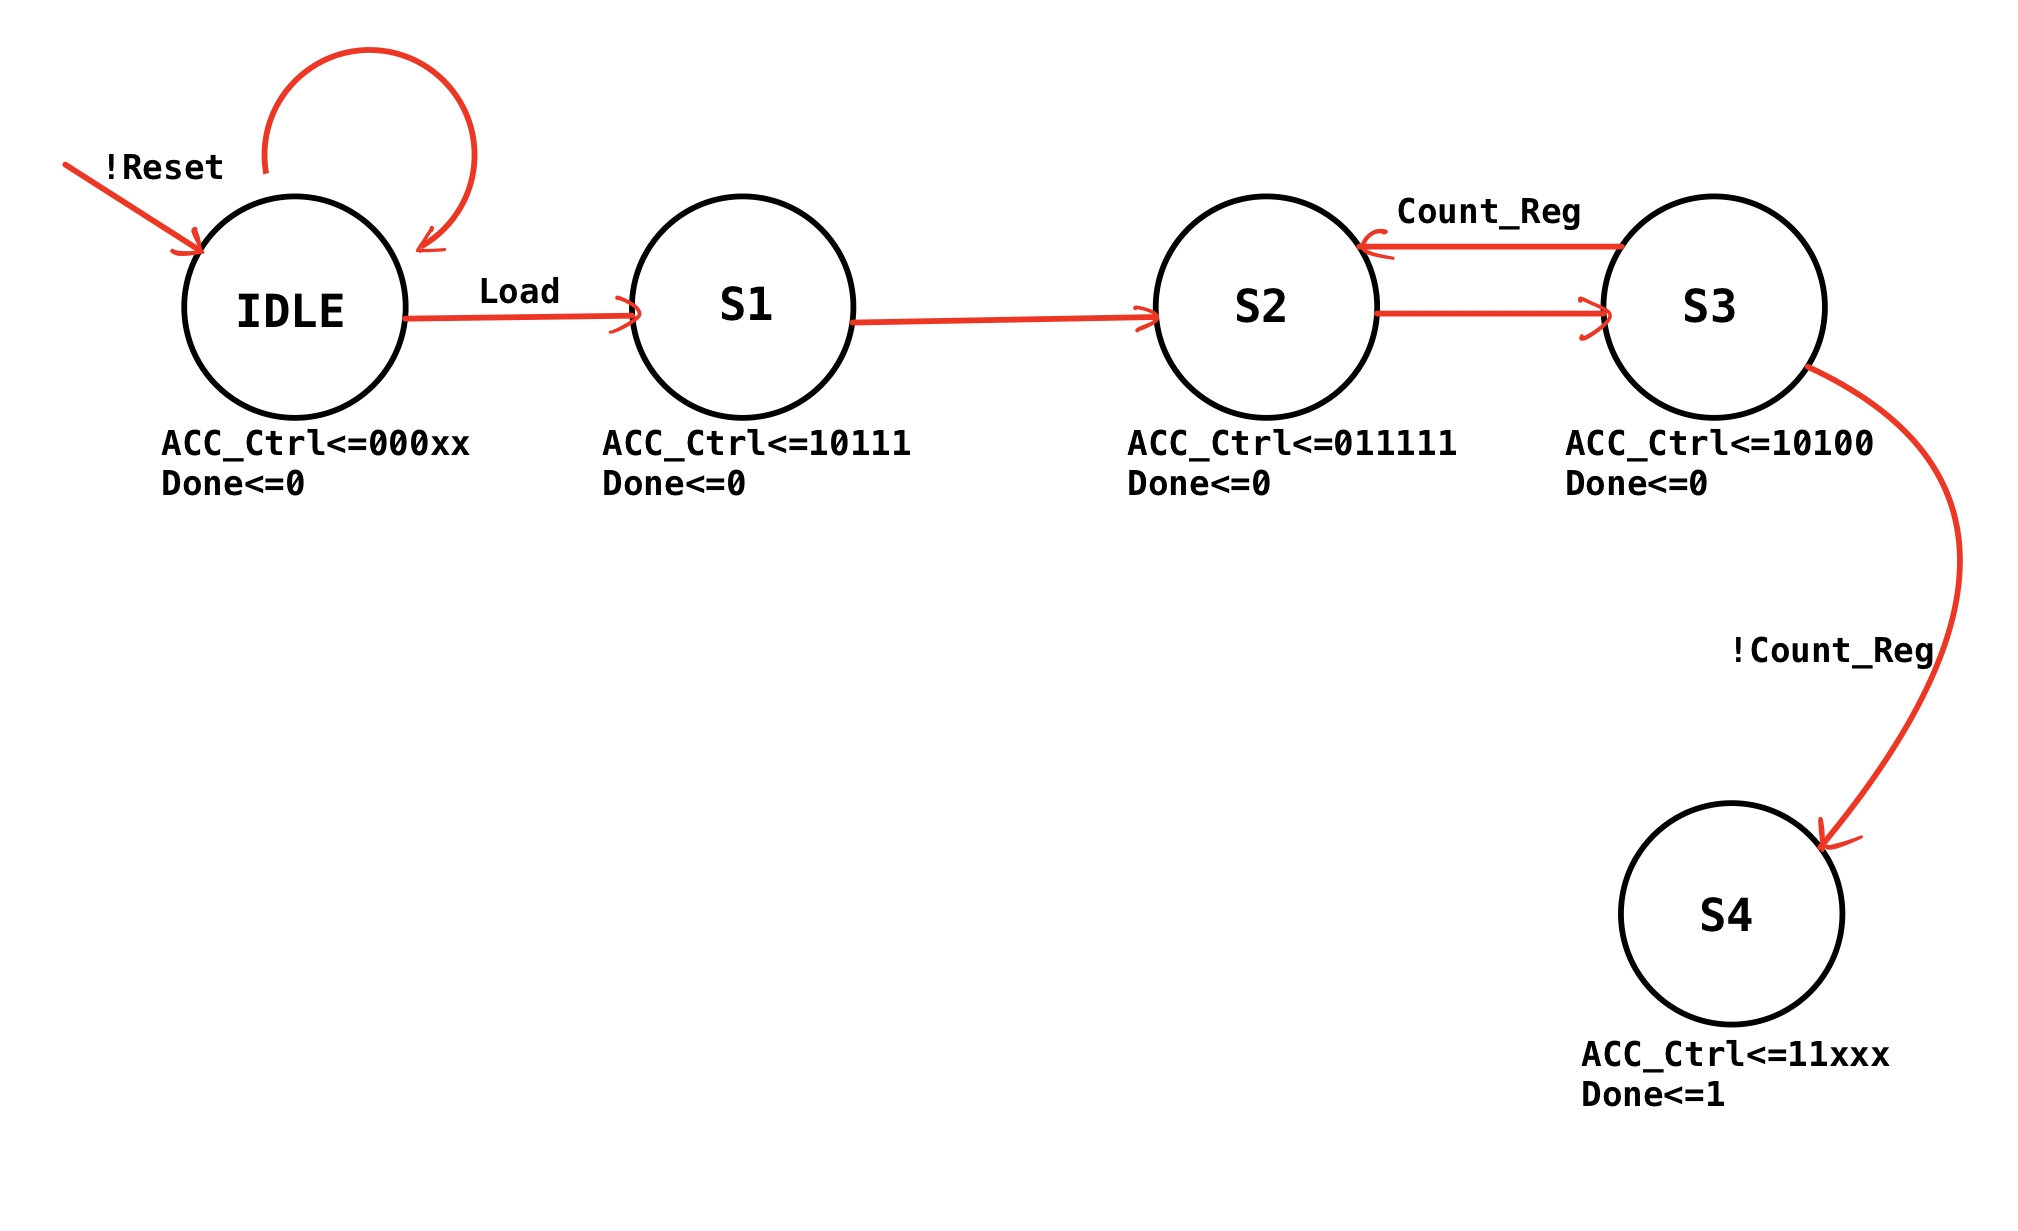 !Reset
Count_Reg
Load
IDLE
S1
S2
S3
ACC_Ctrl<=000xx
Done<=0
ACC_Ctrl<=10111
Done<=0
ACC_Ctrl<=011111
Done<=0
ACC_Ctrl<=10100
Done<=0
!Count_Reg
S4
ACC_Ctrl<=11xxx
Done<=1